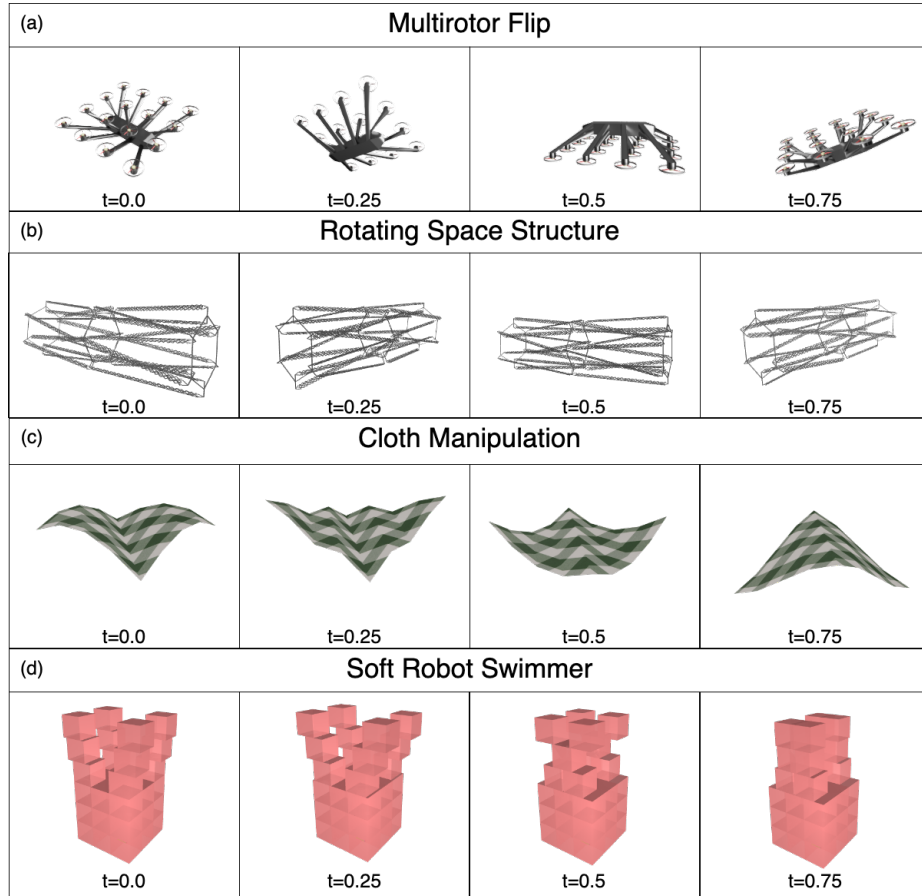 (a)
Multirotor Flip
t=0.0
t=0.25
t=0.5
t=0.75
(b)
Rotating Space Structure
t=0.0
t=0.25
t=0.5
t=0.75
(c)
Cloth Manipulation
t=0.0
t=0.25
t=0.5
t=0.75
(d)
Soft Robot Swimmer
t=0.0
t=0.25
t=0.5
t=0.75